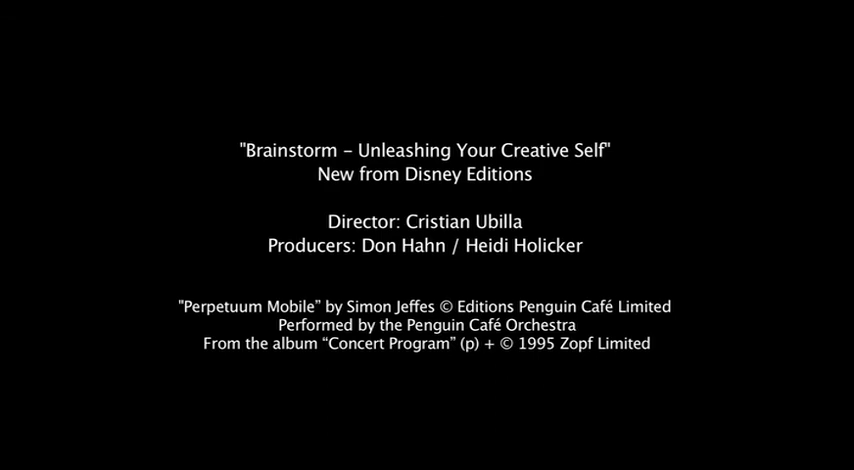 "Brainstorm – Unleashing Your Creative Self"
New from Disney Editions
Director: Cristian Ubilla
Producers: Don Hahn / Heidi Holicker
"Perpetuum Mobile” by Simon Jeffes © Editions Penguin Café Limited
Performed by the Penguin Café Orchestra
From the album “Concert Program” (p) + © 1995 Zopf Limited